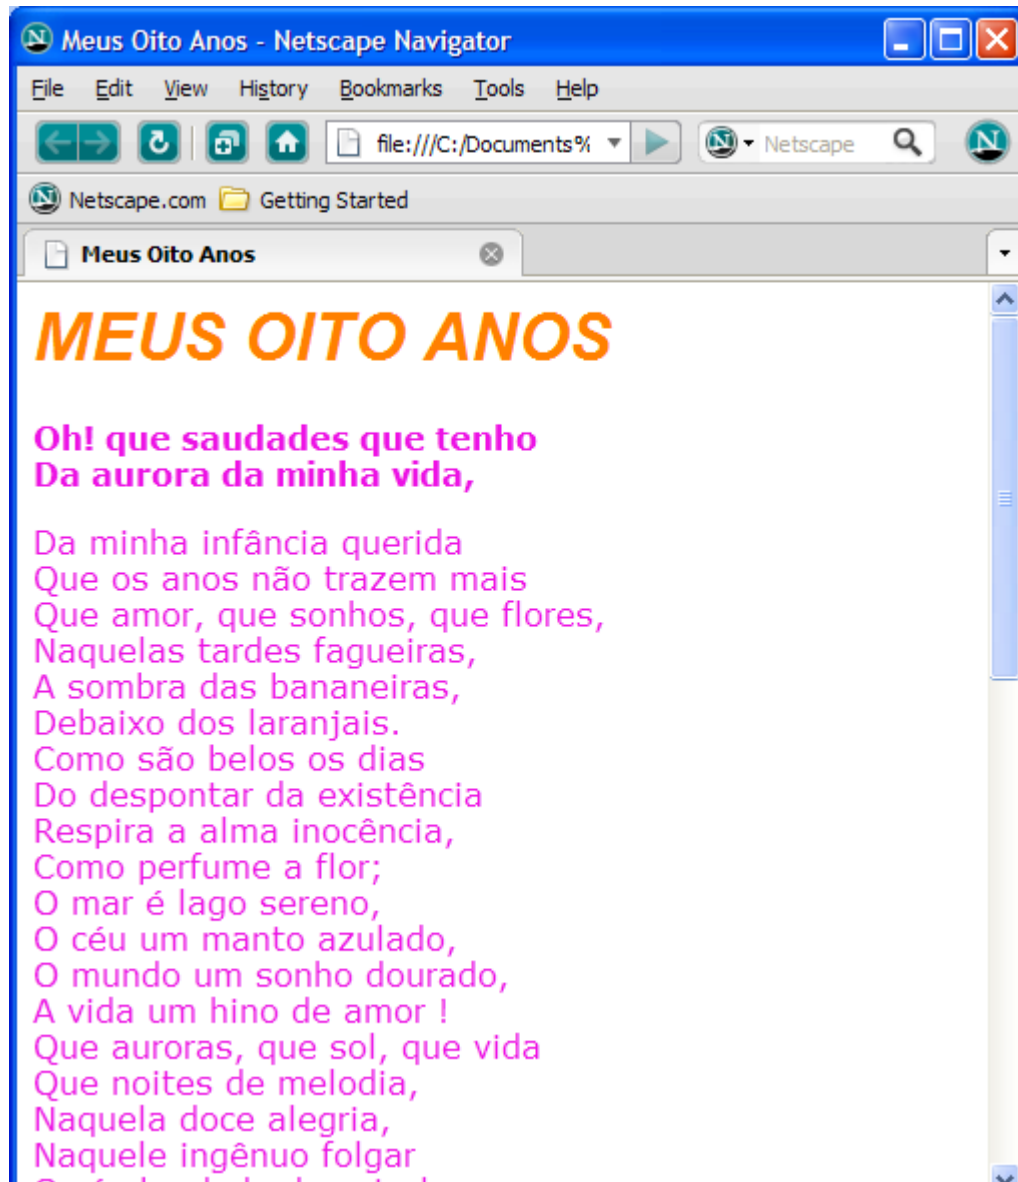 Meus Oito Anos - Netscape Navigator
File Edit View History Bookmarks Tools Help
file:///C:/Documents% Netscape
Netscape.com Getting Started
Meus Oito Anos
MEUS OITO ANOS
Oh! que saudades que tenho
Da aurora da minha vida,
Da minha infância querida
Que os anos não trazem mais
Que amor, que sonhos, que flores,
Naquelas tardes fagueiras,
A sombra das bananeiras,
Debaixo dos laranjais.
Como são belos os dias
Do despontar da existência
Respira a alma inocência,
Como perfume a flor;
O mar é lago sereno,
O céu um manto azulado,
O mundo um sonho dourado,
A vida um hino de amor !
Que auroras, que sol, que vida
Que noites de melodia,
Naquela doce alegria,
Naquele ingênuo folgar